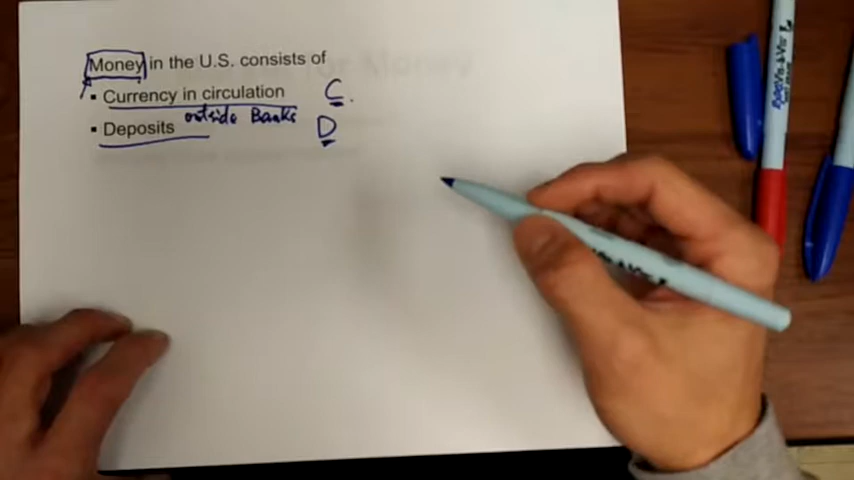 Money in the U.S. consists of
▪ Currency in circulation C.
outside Banks
▪ Deposits D